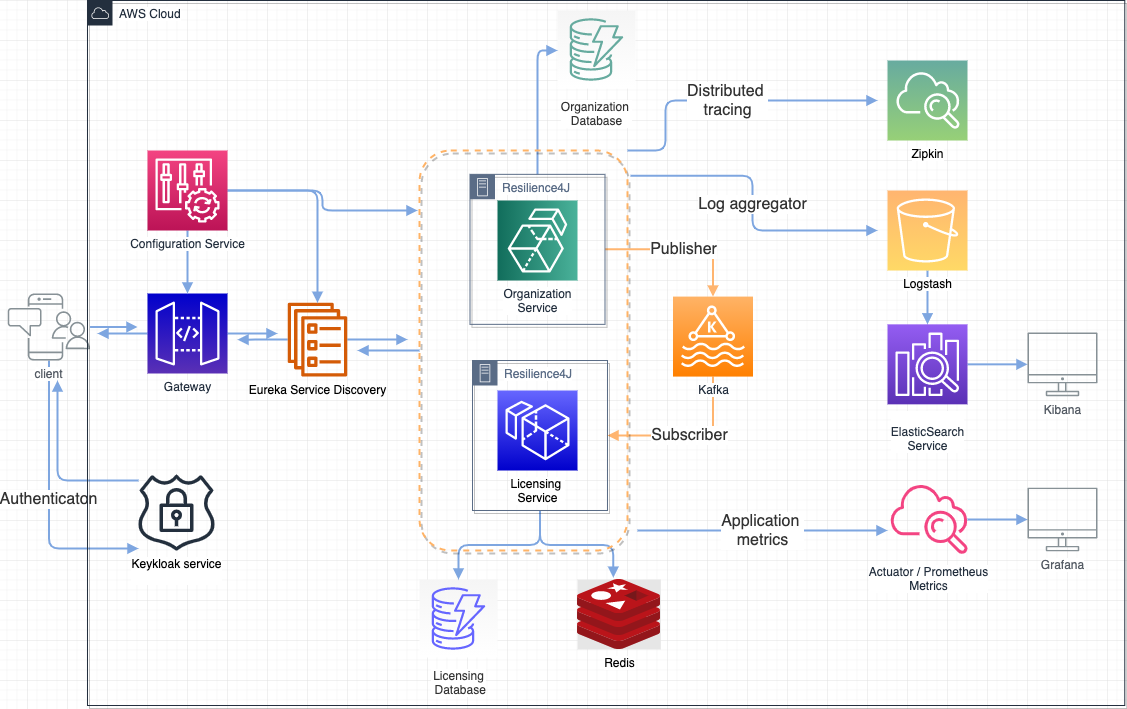 AWS Cloud
Organization
Database
Distributed
tracing
Zipkin
Resilience4J
Log aggregator
Configuration Service
Publisher
Organization
Service
Logstash
K
</>
client
Gateway
Eureka Service Discovery
Resilience4J
Kafka
Kibana
Subscriber
ElasticSearch
Service
Licensing
Service
Authenticaton
Application
metrics
Keykloak service
Actuator / Prometheus
Metrics
Grafana
Licensing
Database
Redis